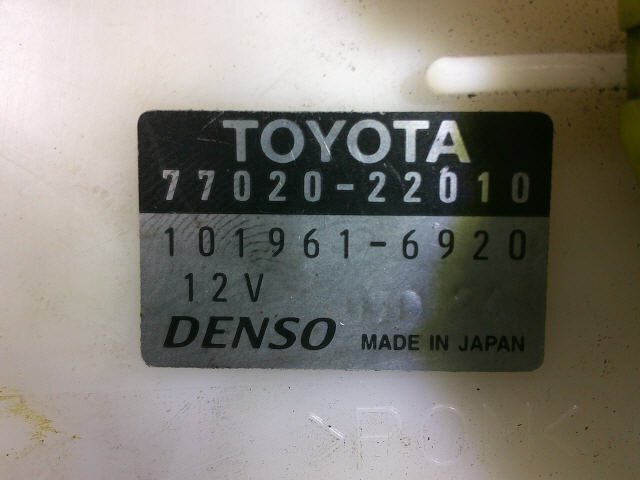 TOYOTA
77020-22010
101961-6920
12V
DENSO MADE IN JAPAN